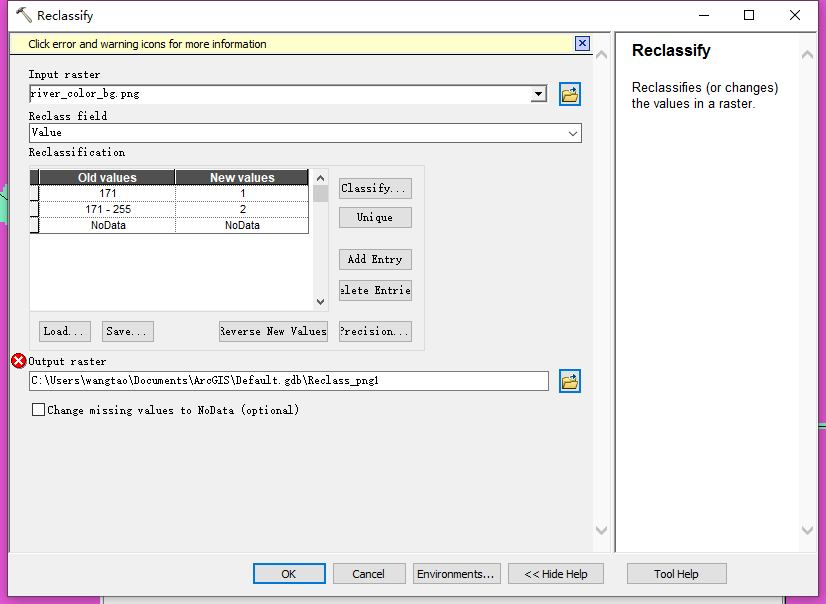 Reclassify
Click error and warning icons for more information
Input raster
river_color_bg.png
Reclass field
Value
Reclassification
Old values New values
171 1
171 - 255 2
NoData NoData
Classify...
Unique
Add Entry
elete Entrie
Load... Save... Reverse New Values Precision...
Output raster
C:\Users\wangtao\Documents\ArcGIS\Default.gdb\Reclass_png1
Change missing values to NoData (optional)
OK Cancel Environments... << Hide Help Tool Help
Reclassify
Reclassifies (or changes)
the values in a raster.